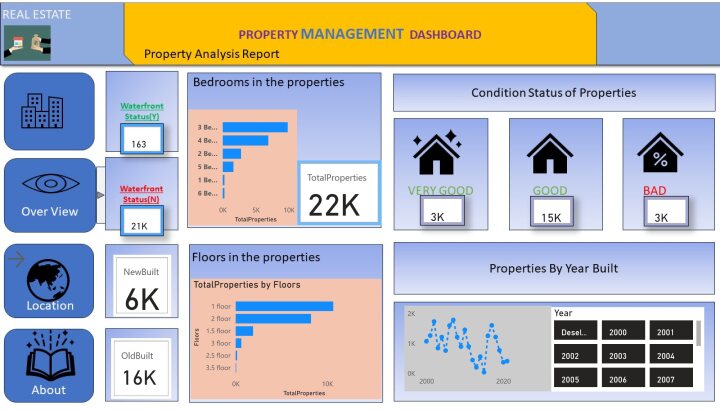 REAL ESTATE
PROPERTY MANAGEMENT DASHBOARD
Property Analysis Report
Over View
Location
About
Waterfront
Status(Y)
163
Waterfront
Status(N)
21K
NewBuilt
6K
OldBuilt
16K
Bedrooms in the properties
3 Be...
4 Be...
2 Be...
5 Be...
1 Be...
6 Be...
0K 5K 10K
TotalProperties
TotalProperties
22K
Floors in the properties
TotalProperties by Floors
Floors
1 floor
2 floor
1.5 floor
3 floor
2.5 floor
3.5 floor
0K 10K
TotalProperties
Condition Status of Properties
VERY GOOD
3K
GOOD
15K
%
BAD
3K
Properties By Year Built
2K
1K
0K
2000 2020
Year
Desel... 2000 2001
2002 2003 2004
2005 2006 2007